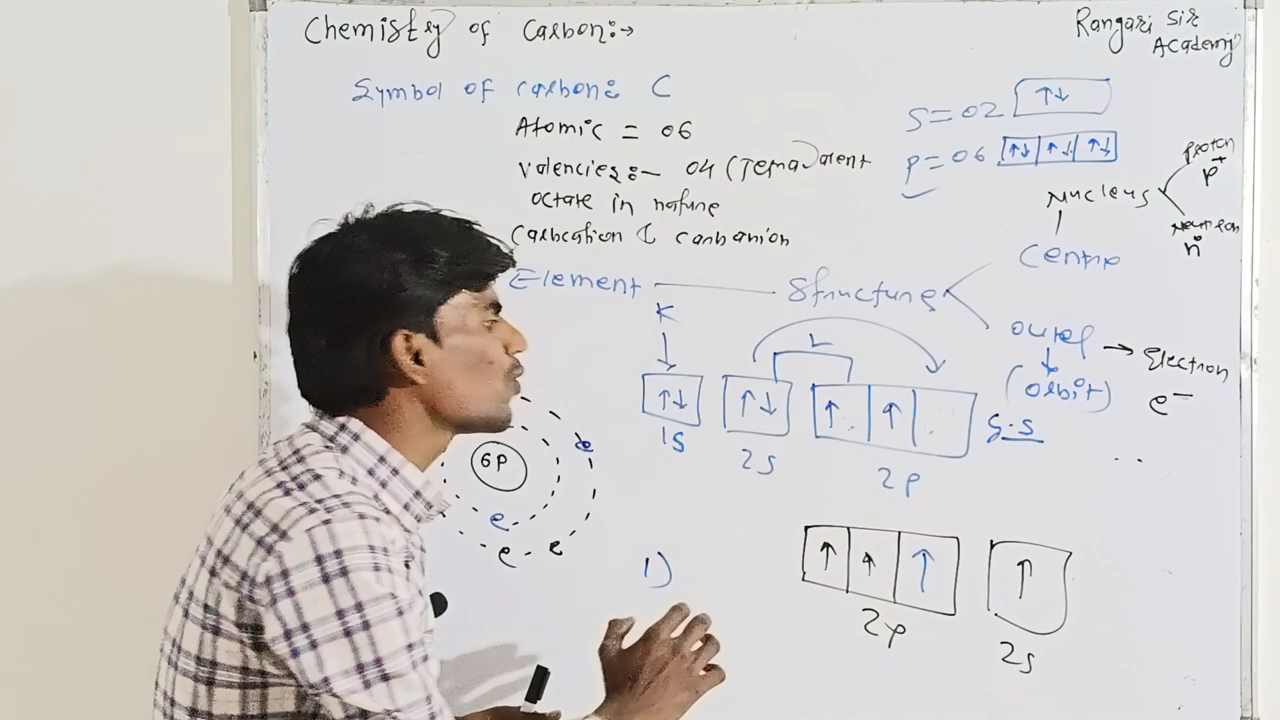 Chemistry of Carbon:→
Rangari Sir
Academy
Symbol of carbon: C
Atomic = 06
Valencies:- 04 (Tetravalent
octate in nature
Carbcation & carbanion
S = 02 ↑↓
P = 06 ↑↓ ↑↓ ↑↓
Nucleus
Proton
p+
Neutron
n°
Centre
Element — Structure
outer → Electron
(orbit) e-
K
L
↑↓ ↑↓ ↑ ↑
1s 2s 2p
G.S
6P
e
e
e e
1)
↑ ↑ ↑ ↑
2p 2s